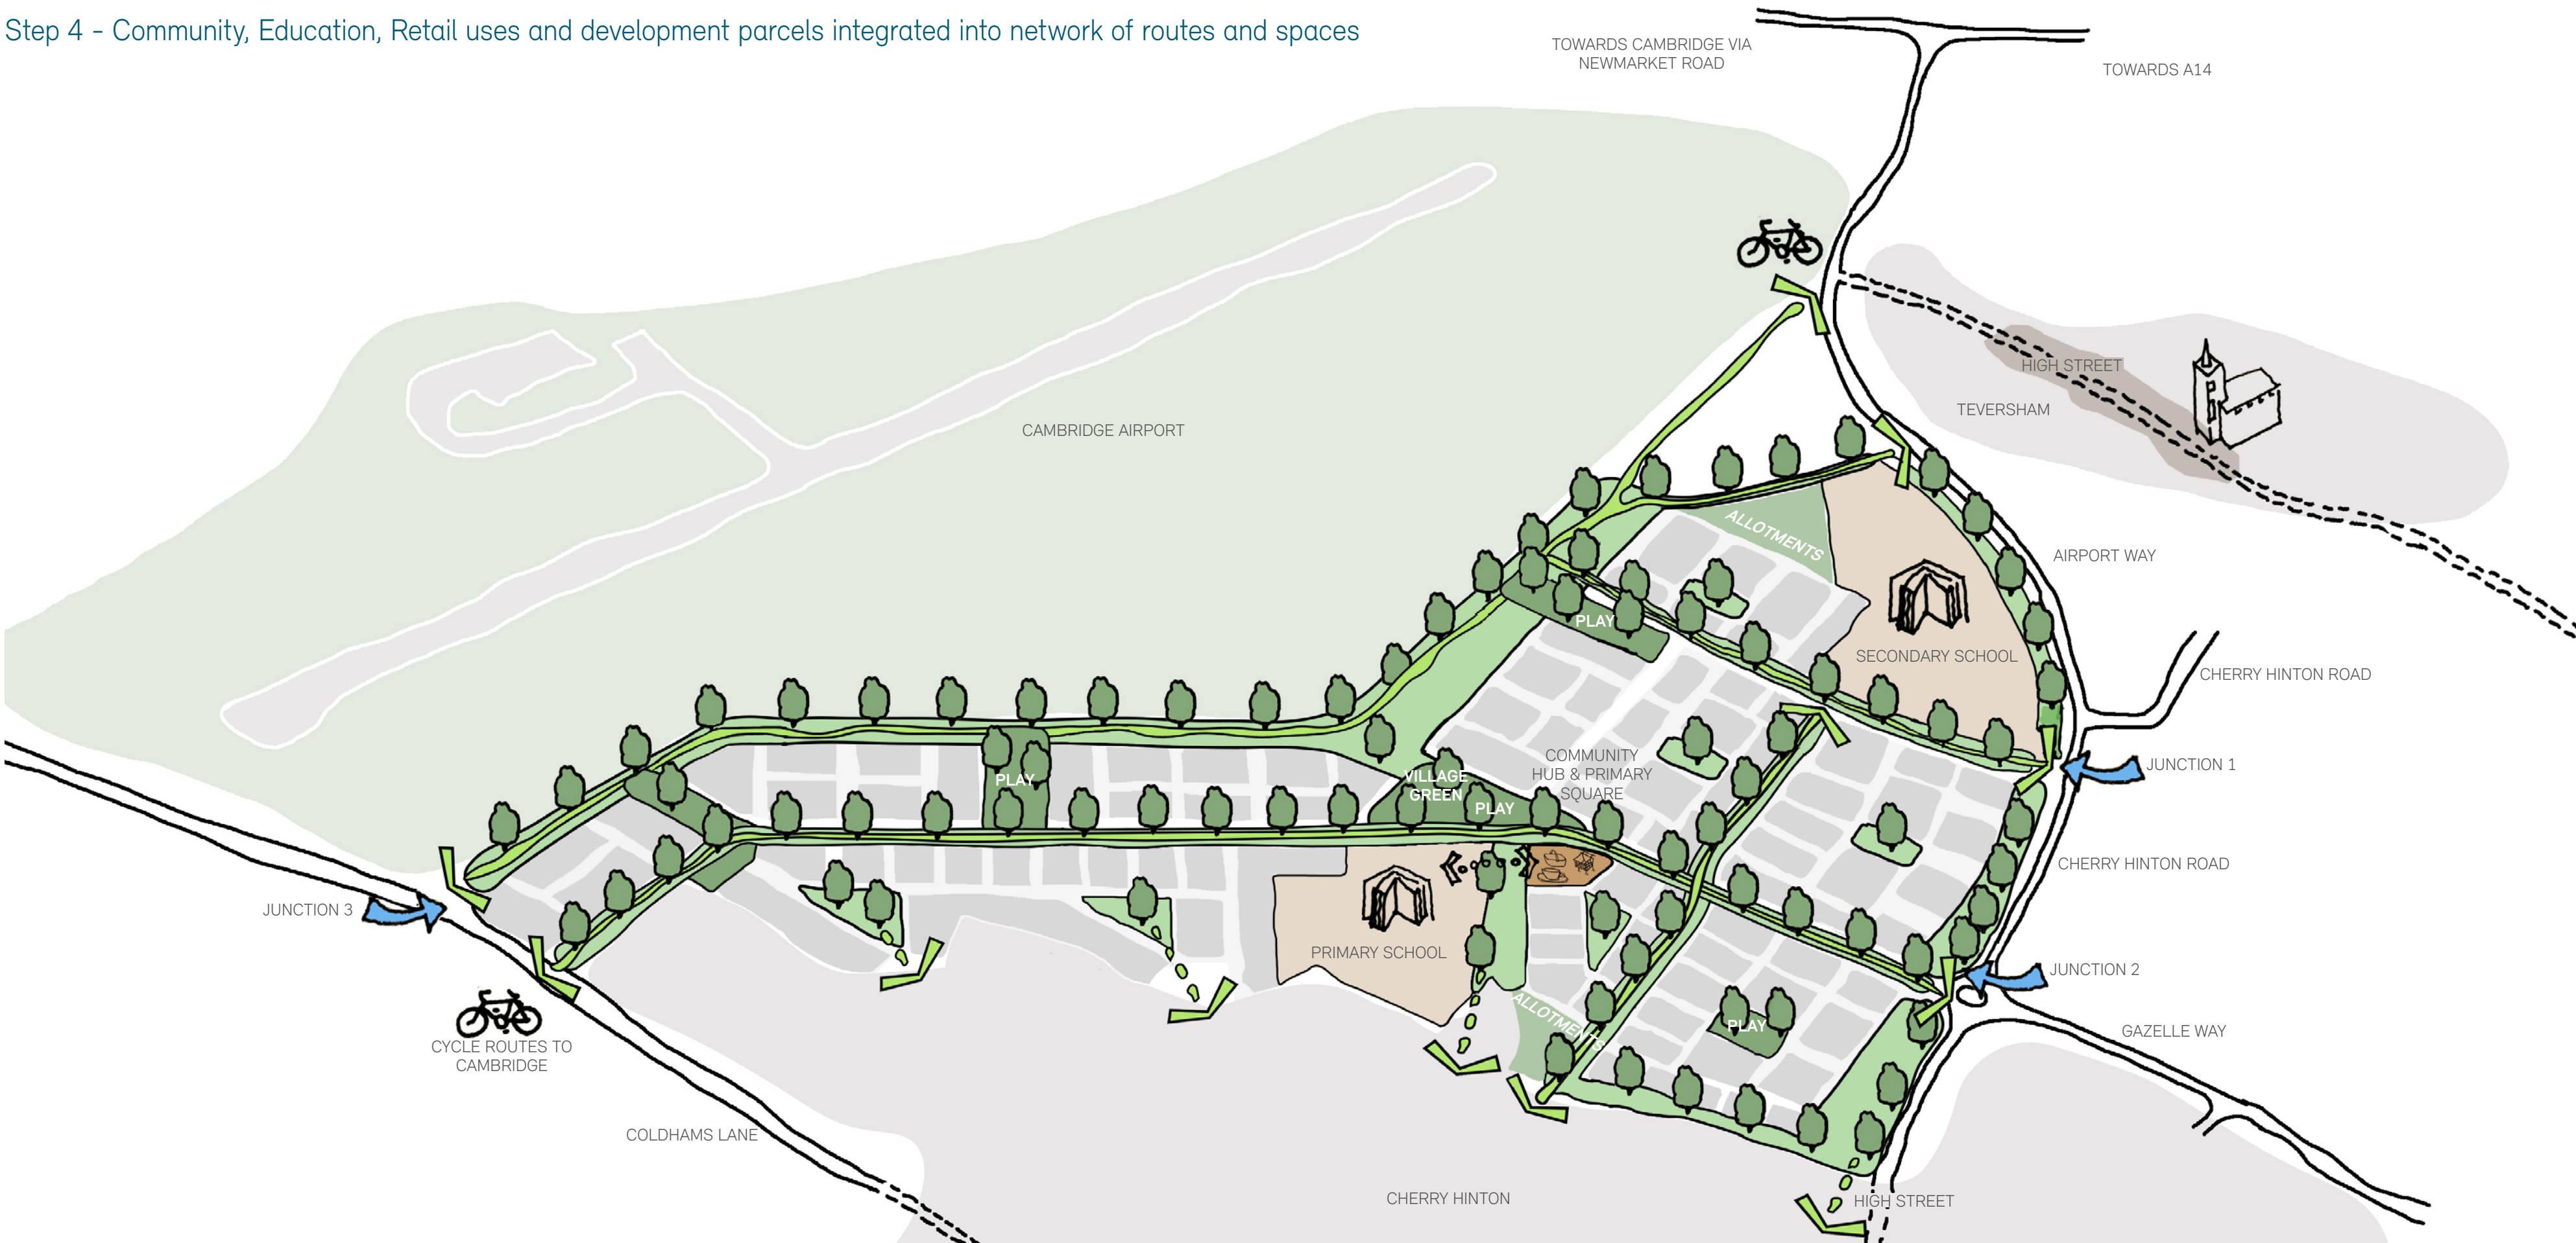 Step 4 - Community, Education, Retail uses and development parcels integrated into network of routes and spaces
TOWARDS CAMBRIDGE VIA
NEWMARKET ROAD
TOWARDS A14
HIGH STREET
TEVERSHAM
CAMBRIDGE AIRPORT
ALLOTMENTS
AIRPORT WAY
PLAY
SECONDARY SCHOOL
CHERRY HINTON ROAD
COMMUNITY
HUB & PRIMARY
SQUARE
JUNCTION 1
PLAY
VILLAGE
GREEN
PLAY
CHERRY HINTON ROAD
JUNCTION 3
PRIMARY SCHOOL
JUNCTION 2
ALLOTMENTS
PLAY
GAZELLE WAY
CYCLE ROUTES TO
CAMBRIDGE
COLDHAMS LANE
CHERRY HINTON
HIGH STREET